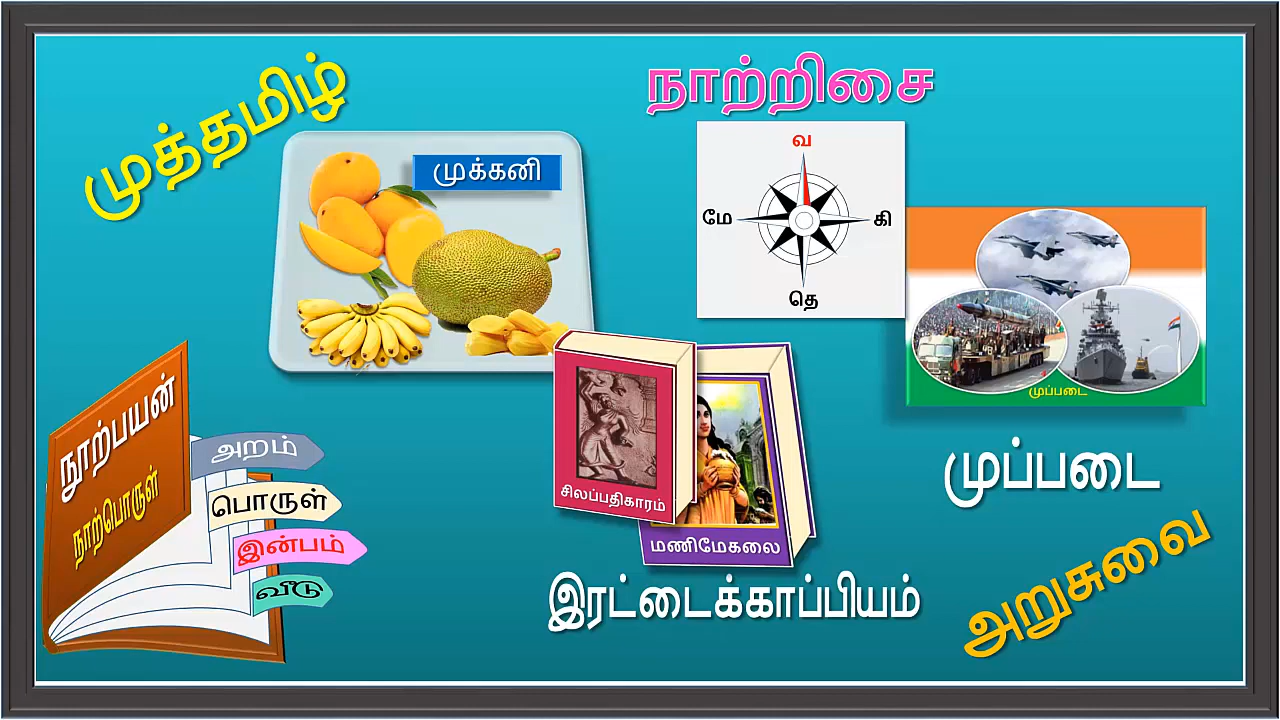 முத்தமிழ்
முக்கனி
நாற்றிசை
வ
மே
கி
தெ
முப்படை
முப்படை
அறுசுவை
நூற்பயன்
நாற்பொருள்
அறம்
பொருள்
இன்பம்
வீடு
சிலப்பதிகாரம்
மணிமேகலை
இரட்டைக்காப்பியம்